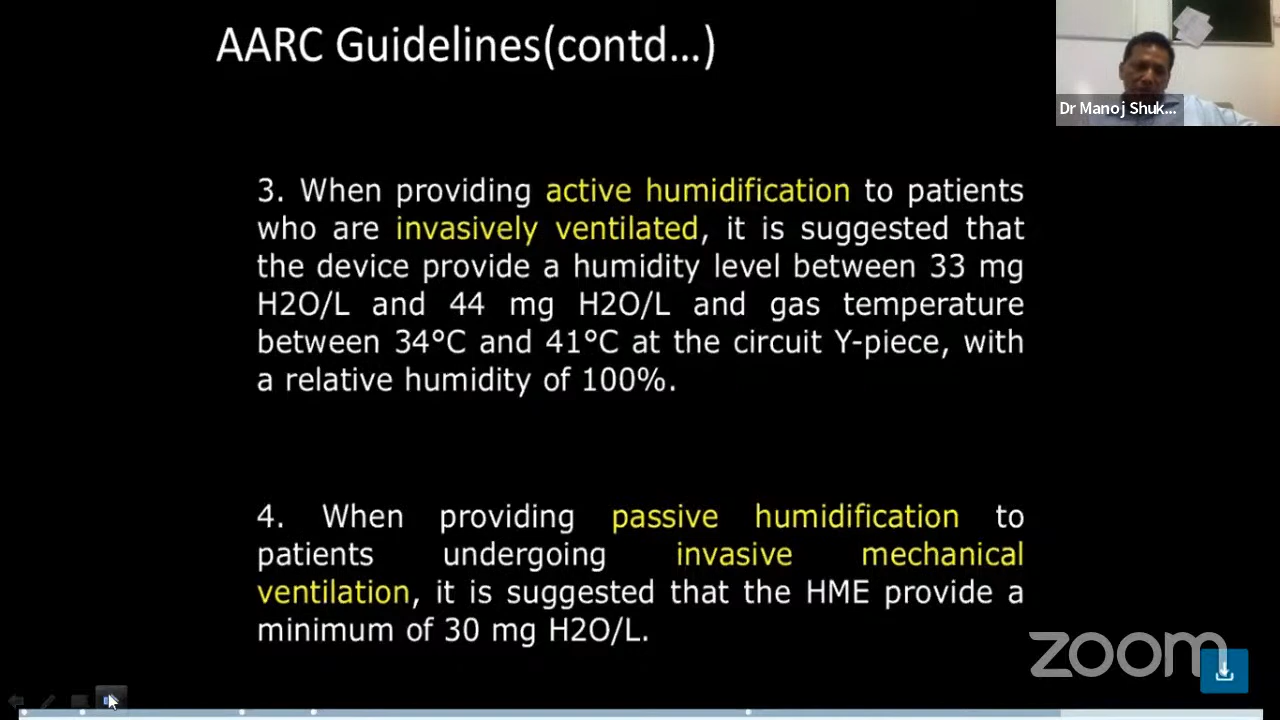 AARC Guidelines(contd...)
Dr Manoj Shuk...
3. When providing active humidification to patients
who are invasively ventilated, it is suggested that
the device provide a humidity level between 33 mg
H2O/L and 44 mg H2O/L and gas temperature
between 34°C and 41°C at the circuit Y-piece, with
a relative humidity of 100%.
4. When providing passive humidification to
patients undergoing invasive mechanical
ventilation, it is suggested that the HME provide a
minimum of 30 mg H2O/L.
zoom